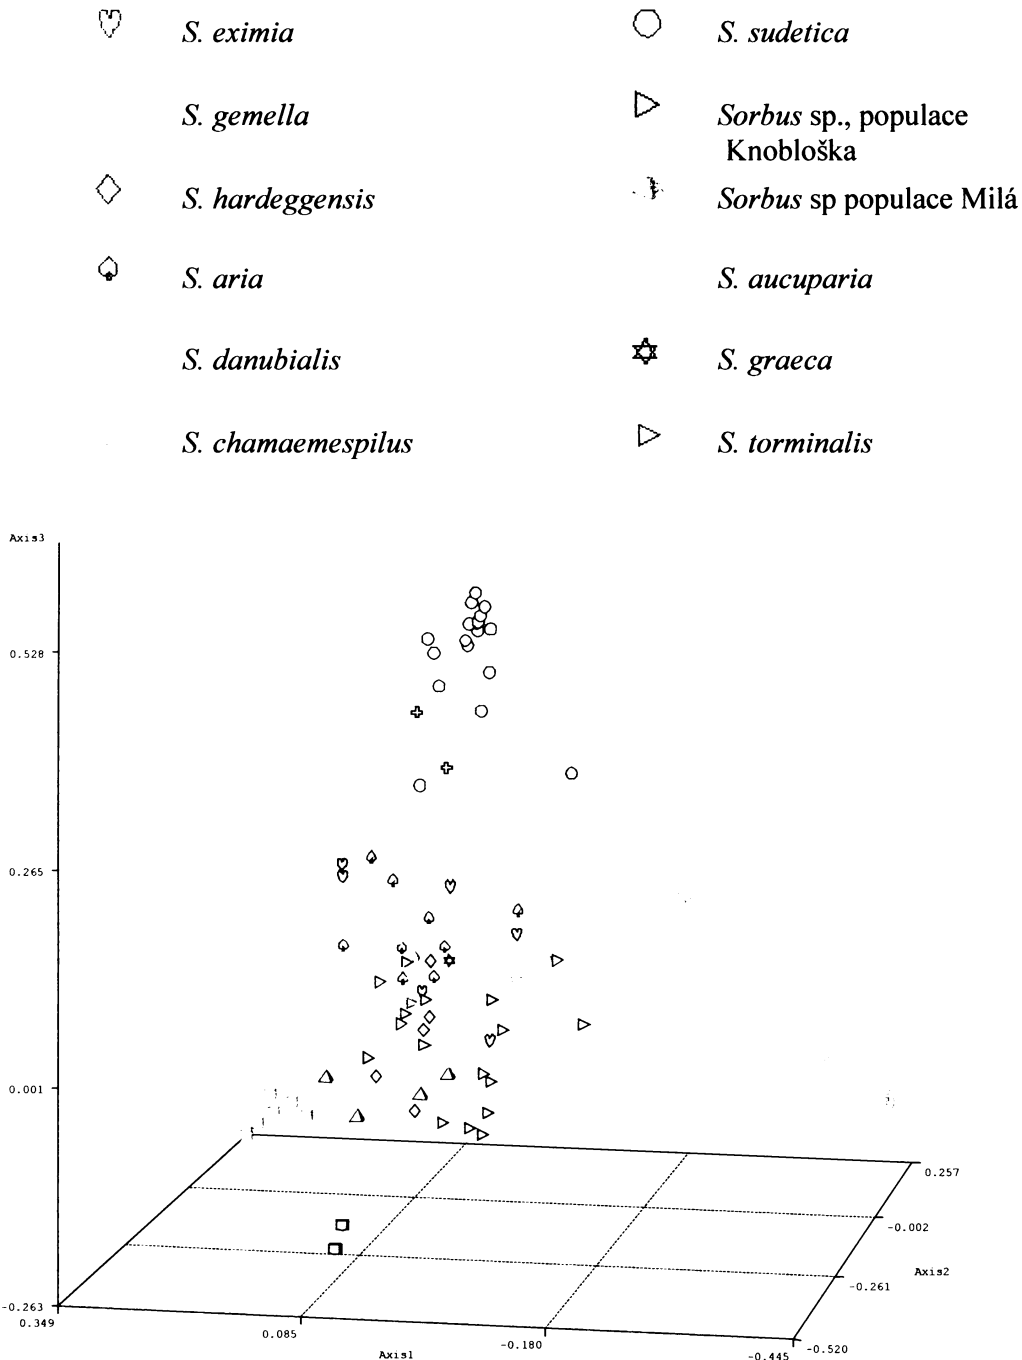 S. eximia
S. sudetica
S. gemella
Sorbus sp., populace
Knobloška
S. hardeggensis
Sorbus sp populace Milá
S. aria
S. aucuparia
S. danubialis
S. graeca
S. chamaemespilus
S. torminalis
Axis3
0.528
0.265
0.001
-0.263
0.349
0.085
-0.180
-0.445
Axis1
0.257
-0.002
-0.261
-0.520
Axis2